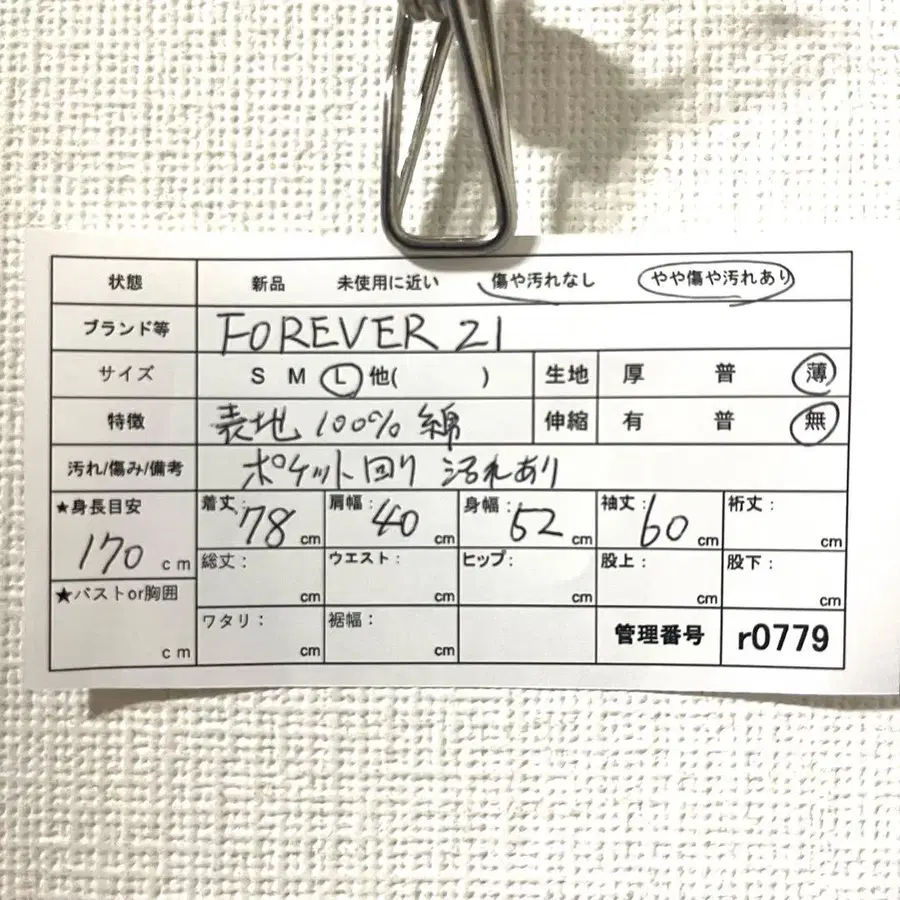 状態 新品 未使用に近い 傷や汚れなし やや傷や汚れあり
ブランド等 FOREVER 21
サイズ S M L 他( ) 生地 厚 普 薄
特徴 表地 100% 綿 伸縮 有 普 無
汚れ/傷み/備考 ポケット回り 汚れあり
★身長目安 170 cm 着丈: 78 cm 肩幅: 40 cm 身幅: 52 cm 袖丈: 60 cm 裄丈: cm
総丈: cm ウエスト: cm ヒップ: cm 股上: cm 股下: cm
★バストor胸囲 cm ワタリ: cm 裾幅: cm 管理番号 r0779